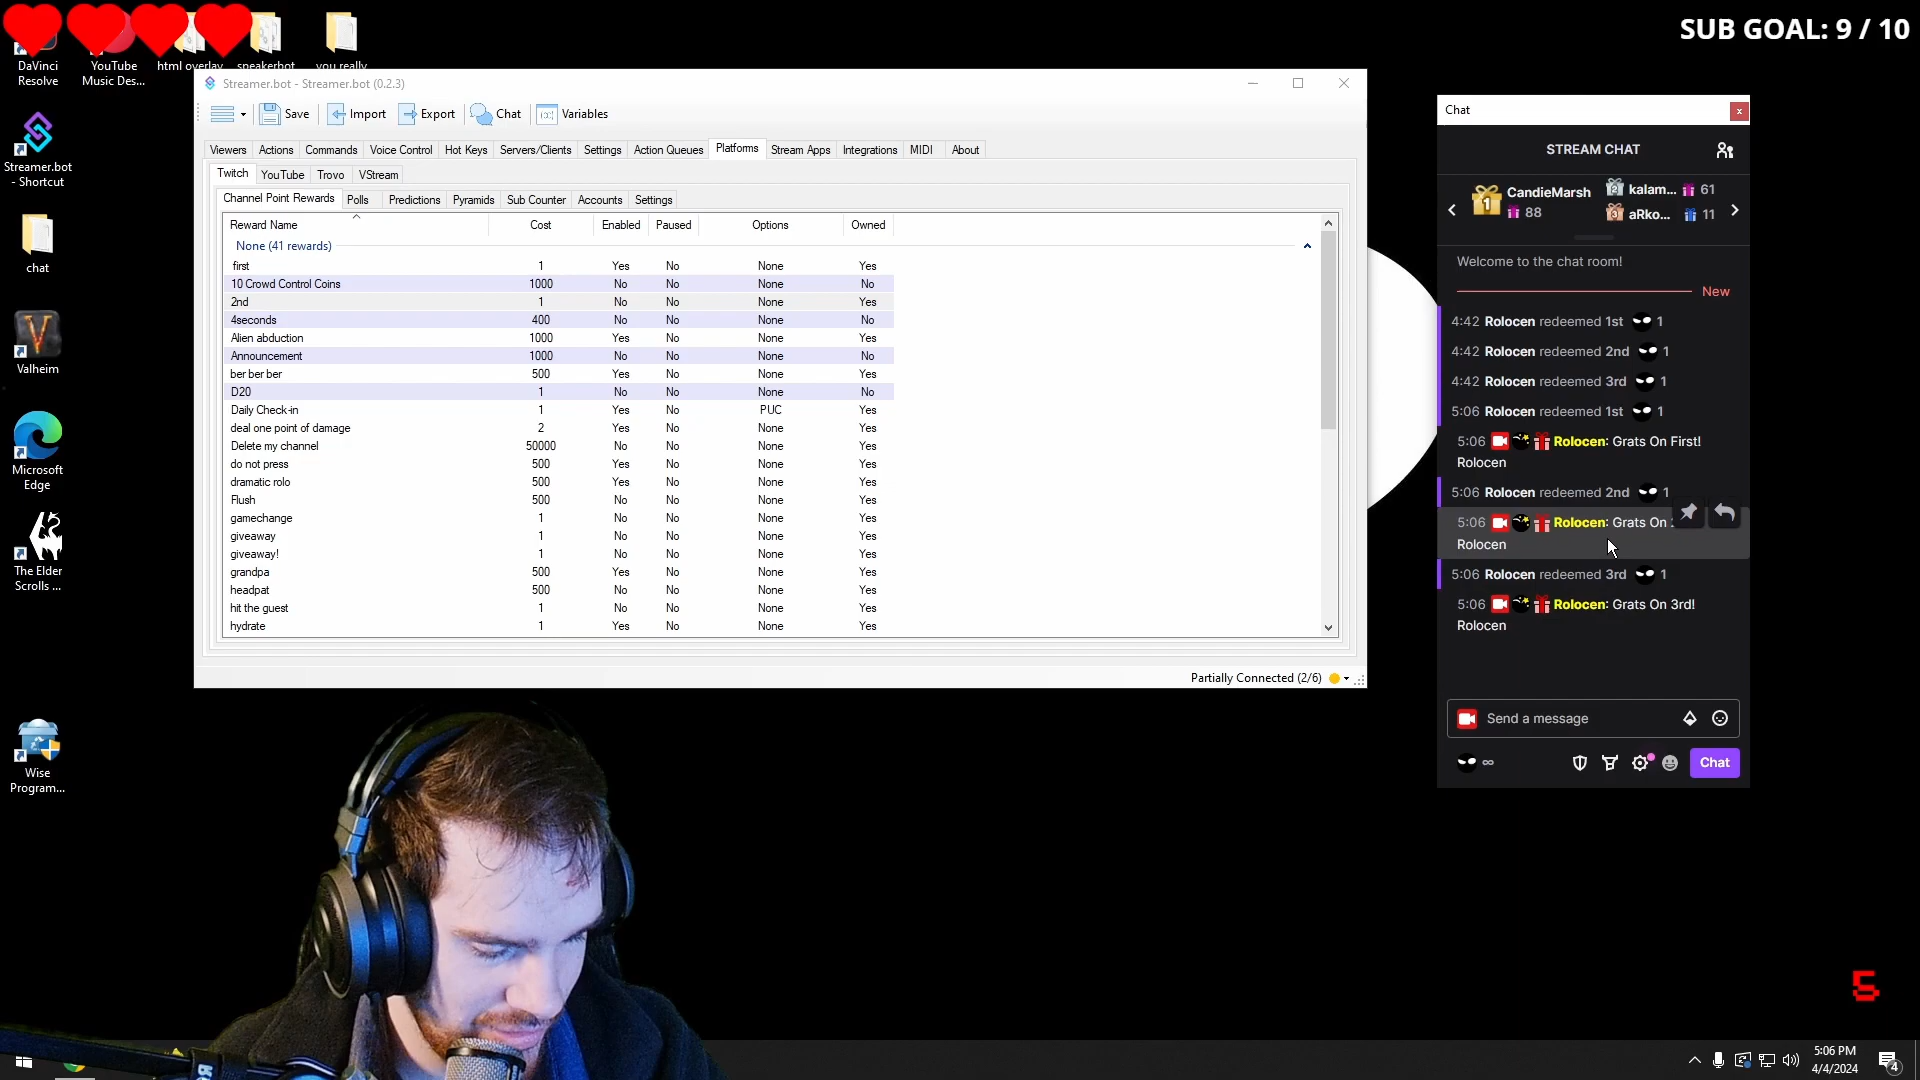 SUB GOAL: 9 / 10
DaVinci
Resolve
YouTube
Music Des...
html overlay
speakerbot
you really
Streamer.bot
- Shortcut
chat
Valheim
Microsoft
Edge
The Elder
Scrolls ...
Wise
Program...
Streamer.bot - Streamer.bot (0.2.3)
Save Import Export Chat Variables
Viewers Actions Commands Voice Control Hot Keys Servers/Clients Settings Action Queues Platforms Stream Apps Integrations MIDI About
Twitch YouTube Trovo VStream
Channel Point Rewards Polls Predictions Pyramids Sub Counter Accounts Settings
Reward Name Cost Enabled Paused Options Owned
None (41 rewards)
first 1 Yes No None Yes
10 Crowd Control Coins 1000 No No None No
2nd 1 No No None Yes
4seconds 400 No No None No
Alien abduction 1000 Yes No None Yes
Announcement 1000 No No None No
ber ber ber 500 Yes No None Yes
D20 1 No No None No
Daily Check-in 1 Yes No PUC Yes
deal one point of damage 2 Yes No None Yes
Delete my channel 50000 No No None Yes
do not press 500 Yes No None Yes
dramatic rolo 500 Yes No None Yes
Flush 500 No No None Yes
gamechange 1 No No None Yes
giveaway 1 No No None Yes
giveaway! 1 No No None Yes
grandpa 500 Yes No None Yes
headpat 500 No No None Yes
hit the guest 1 No No None Yes
hydrate 1 Yes No None Yes
Partially Connected (2/6)
Chat
STREAM CHAT
1 CandieMarsh 88
2 kalam... 61
3 aRko... 11
Welcome to the chat room!
New
4:42 Rolocen redeemed 1st 1
4:42 Rolocen redeemed 2nd 1
4:42 Rolocen redeemed 3rd 1
5:06 Rolocen redeemed 1st 1
5:06 Rolocen: Grats On First!
Rolocen
5:06 Rolocen redeemed 2nd 1
5:06 Rolocen: Grats On
Rolocen
5:06 Rolocen redeemed 3rd 1
5:06 Rolocen: Grats On 3rd!
Rolocen
Send a message
∞
Chat
5
5:06 PM
4/4/2024
4